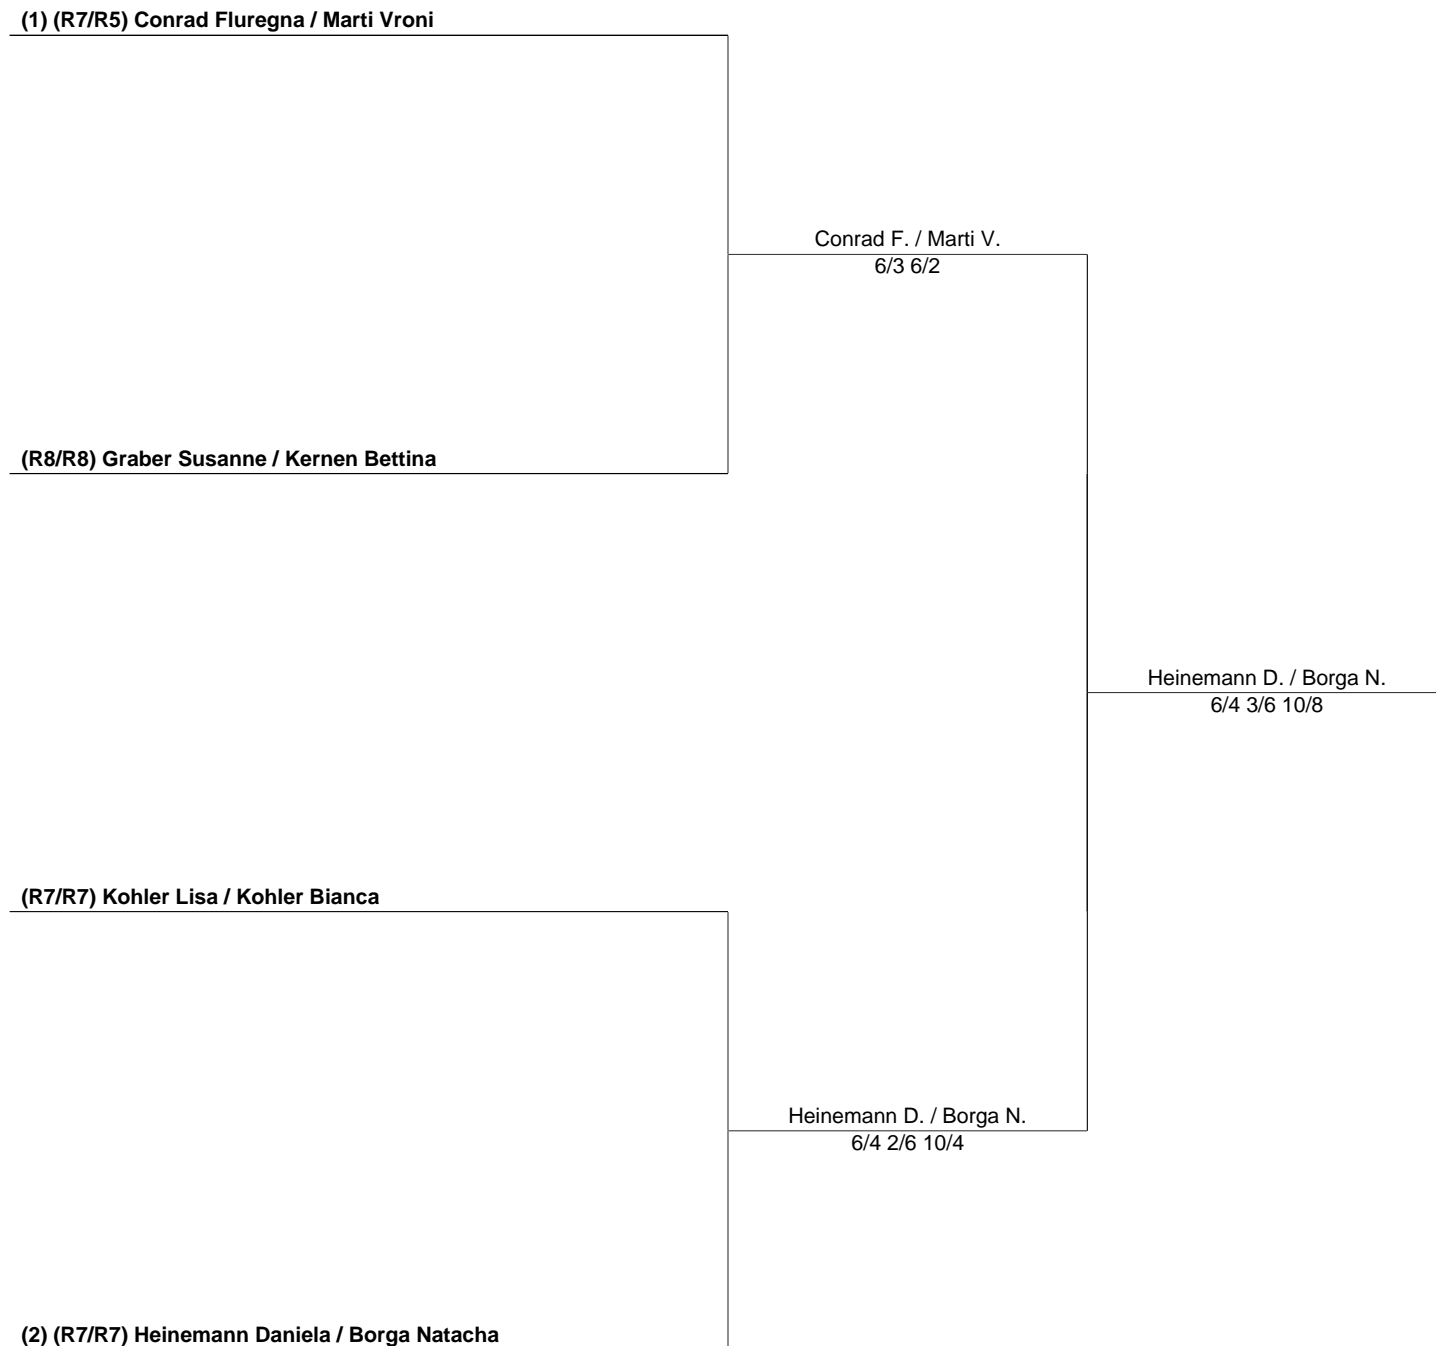 (1) (R7/R5) Conrad Fluregna / Marti Vroni
Conrad F. / Marti V.
6/3 6/2
(R8/R8) Graber Susanne / Kernen Bettina
Heinemann D. / Borga N.
6/4 3/6 10/8
(R7/R7) Kohler Lisa / Kohler Bianca
Heinemann D. / Borga N.
6/4 2/6 10/4
(2) (R7/R7) Heinemann Daniela / Borga Natacha